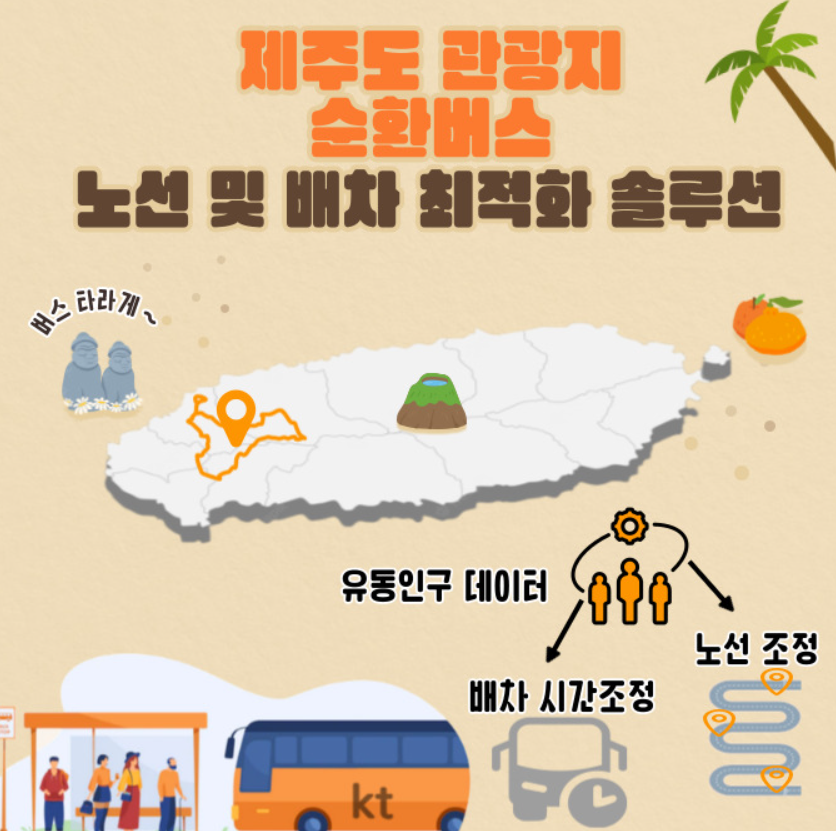 제주도 관광지
순환버스
노선 및 배차 최적화 솔루션
버스 타라게~
유동인구 데이터
노선 조정
배차 시간조정
kt